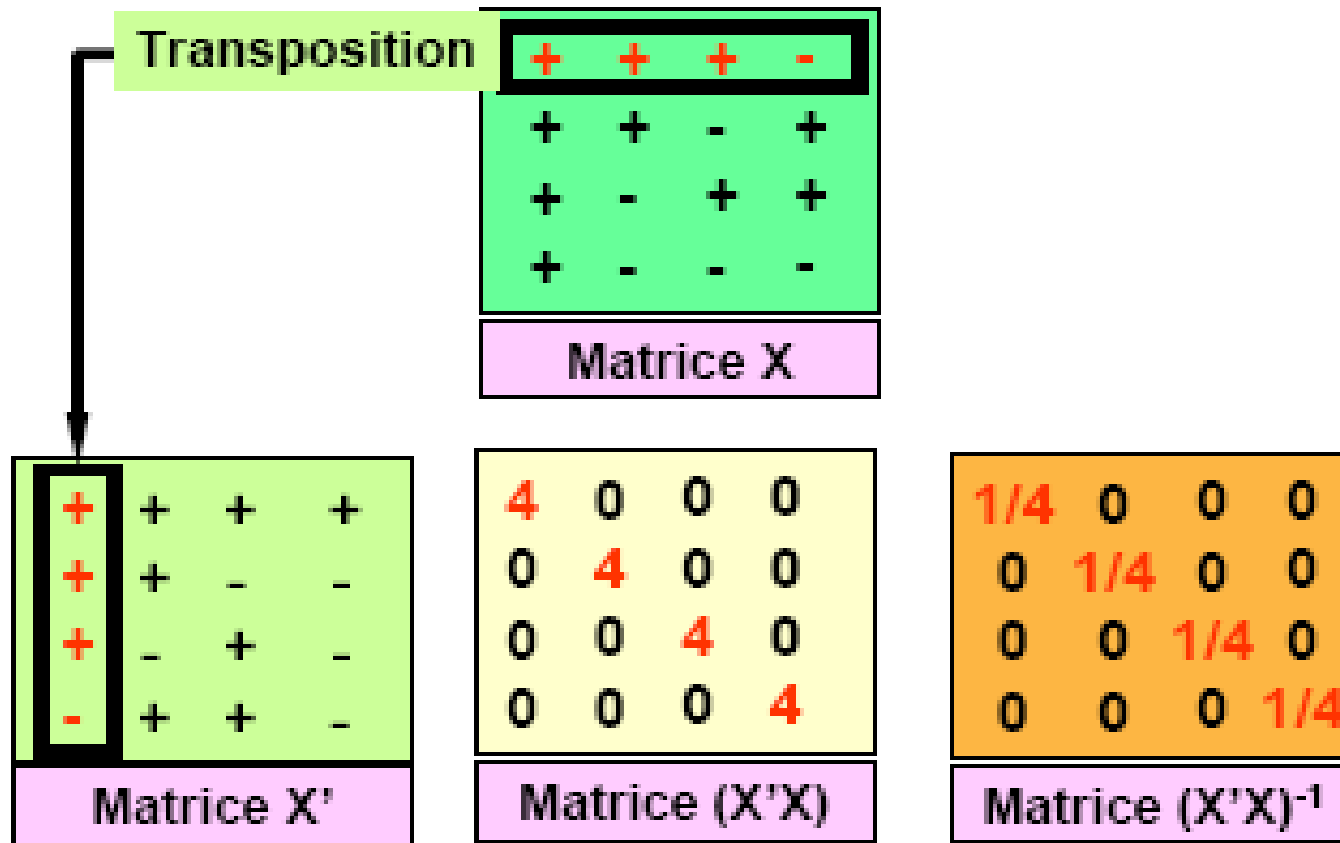 Transposition
+ + + -
+ + - +
+ - + +
+ - - -
Matrice X
+ + + +
+ + - -
+ - + -
- + + -
Matrice X’
4 0 0 0
0 4 0 0
0 0 4 0
0 0 0 4
Matrice (X’X)
1/4 0 0 0
0 1/4 0 0
0 0 1/4 0
0 0 0 1/4
Matrice (X’X)-1